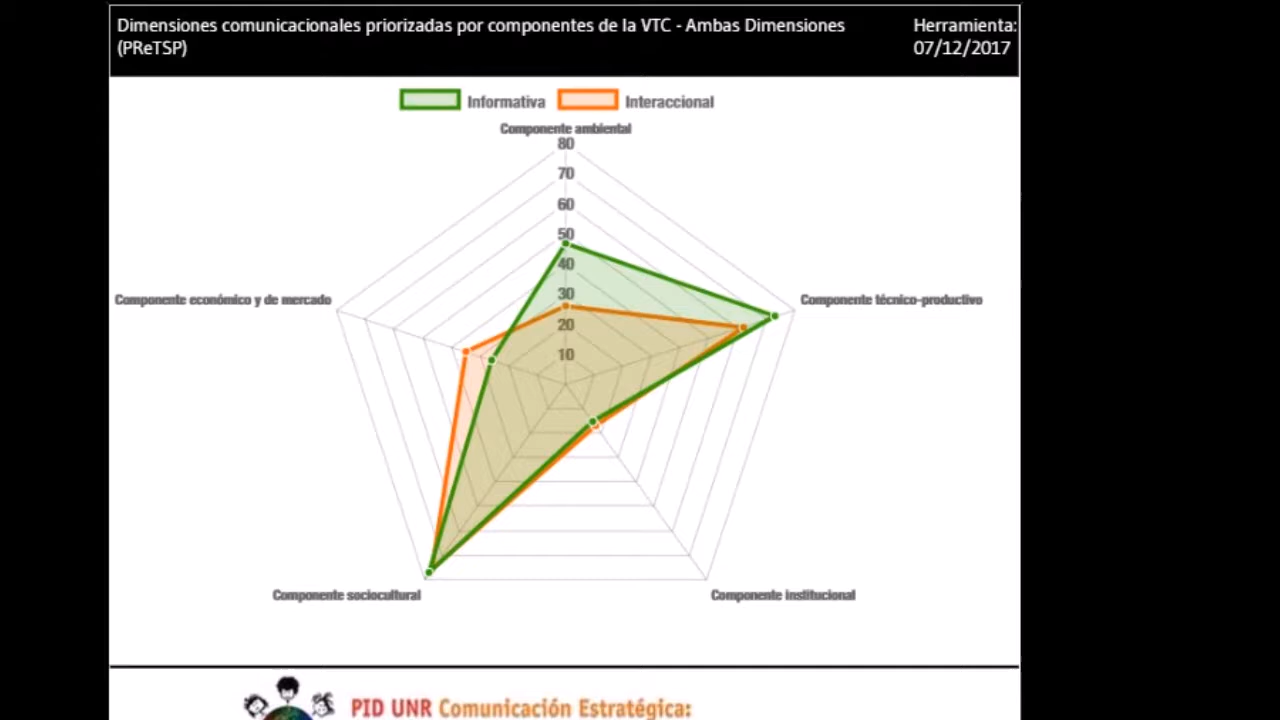 Dimensiones comunicacionales priorizadas por componentes de la VTC - Ambas Dimensiones
(PReTSP)
Herramienta:
07/12/2017
Informativa
Interaccional
Componente ambiental
80
70
60
50
40
30
20
10
Componente económico y de mercado
Componente técnico-productivo
Componente sociocultural
Componente institucional
PID UNR Comunicación Estratégica: